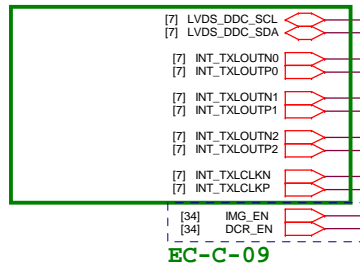 [7] LVDS_DDC_SCL
[7] LVDS_DDC_SDA
[7] INT_TXLOUTN0
[7] INT_TXLOUTP0
[7] INT_TXLOUTN1
[7] INT_TXLOUTP1
[7] INT_TXLOUTN2
[7] INT_TXLOUTP2
[7] INT_TXLCLKN
[7] INT_TXLCLKP
[34] IMG_EN
[34] DCR_EN
EC-C-09